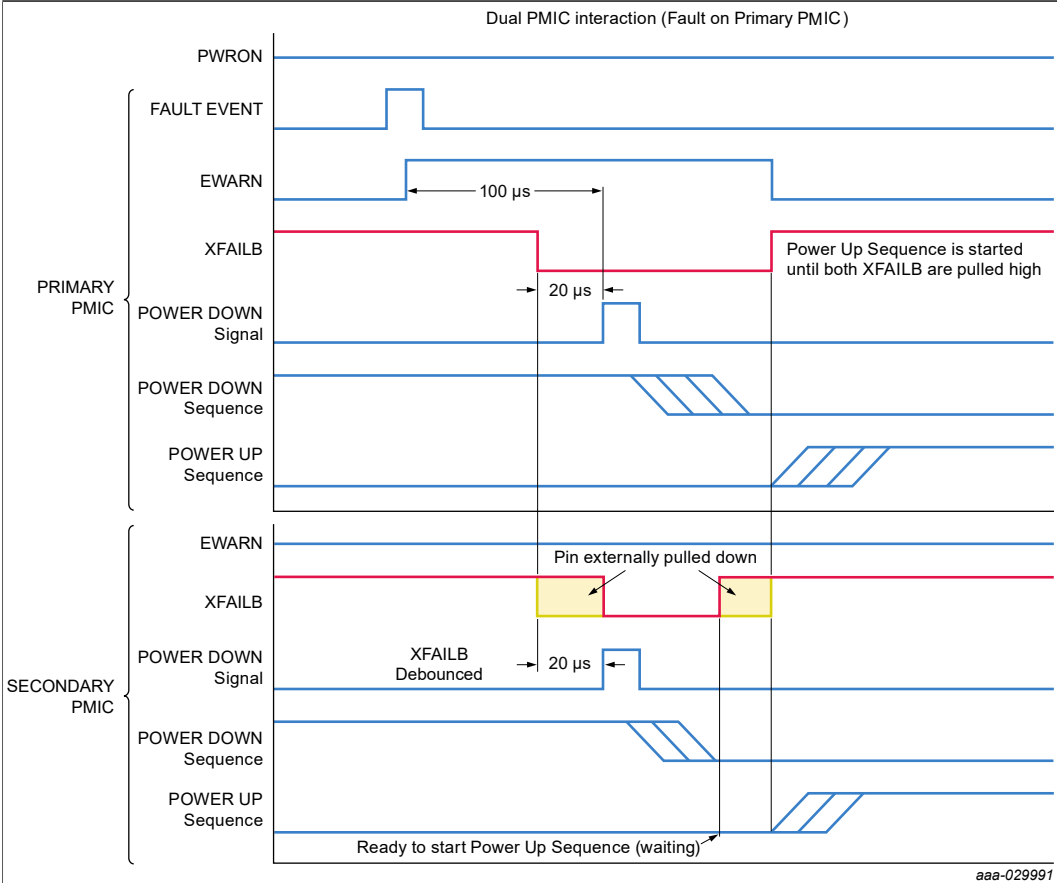 Dual PMIC interaction (Fault on Primary PMIC)
PWRON
FAULT EVENT
EWARN
100 µs
XFAILB
Power Up Sequence is started
until both XFAILB are pulled high
PRIMARY
PMIC
20 µs
POWER DOWN
Signal
POWER DOWN
Sequence
POWER UP
Sequence
EWARN
Pin externally pulled down
XFAILB
POWER DOWN
Signal
XFAILB
Debounced
20 µs
SECONDARY
PMIC
POWER DOWN
Sequence
POWER UP
Sequence
Ready to start Power Up Sequence (waiting)
aaa-029991